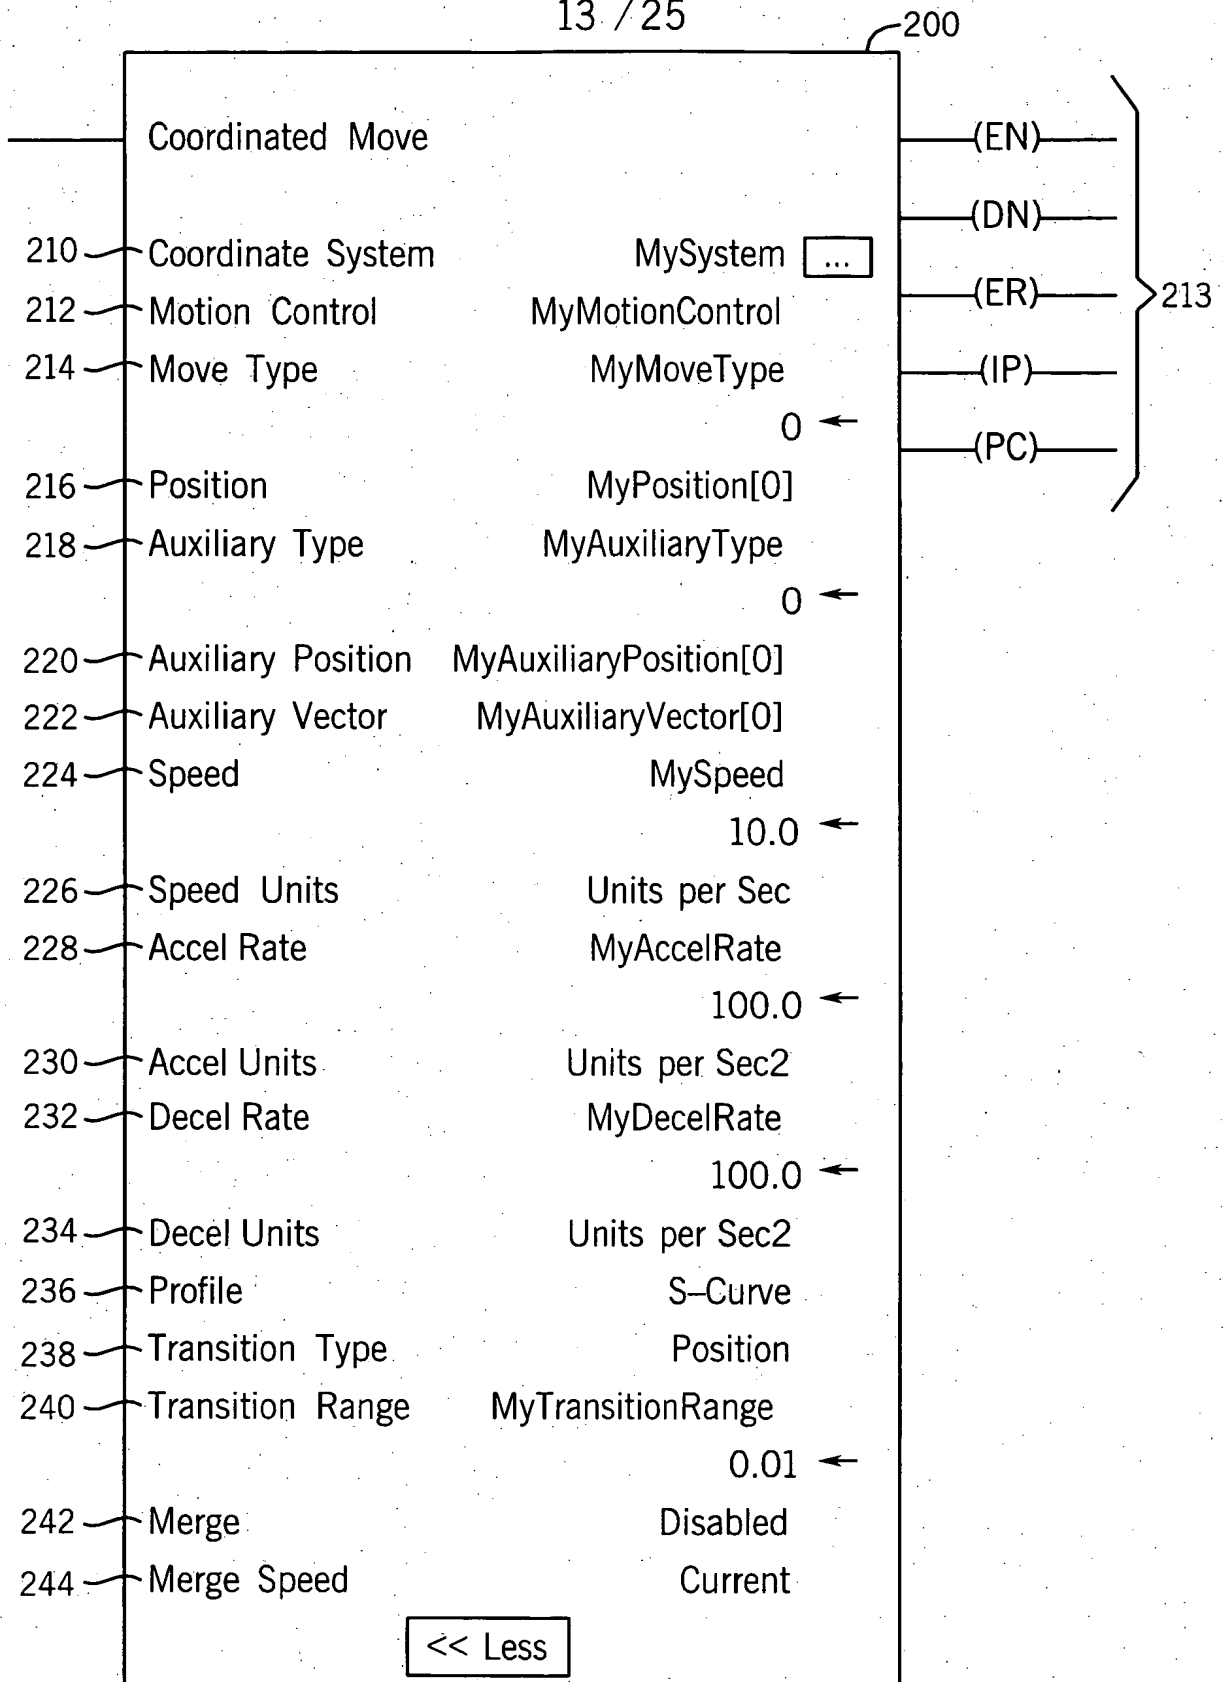 13 / 25
200
Coordinated Move (EN)
(DN)
210 Coordinate System MySystem ...
(ER) 213
212 Motion Control MyMotionControl
214 Move Type MyMoveType (IP)
0 ←
(PC)
216 Position MyPosition[0]
218 Auxiliary Type MyAuxiliaryType
0 ←
220 Auxiliary Position MyAuxiliaryPosition[0]
222 Auxiliary Vector MyAuxiliaryVector[0]
224 Speed MySpeed
10.0 ←
226 Speed Units Units per Sec
228 Accel Rate MyAccelRate
100.0 ←
230 Accel Units Units per Sec2
232 Decel Rate MyDecelRate
100.0 ←
234 Decel Units Units per Sec2
236 Profile S–Curve
238 Transition Type Position
240 Transition Range MyTransitionRange
0.01 ←
242 Merge Disabled
244 Merge Speed Current
<< Less